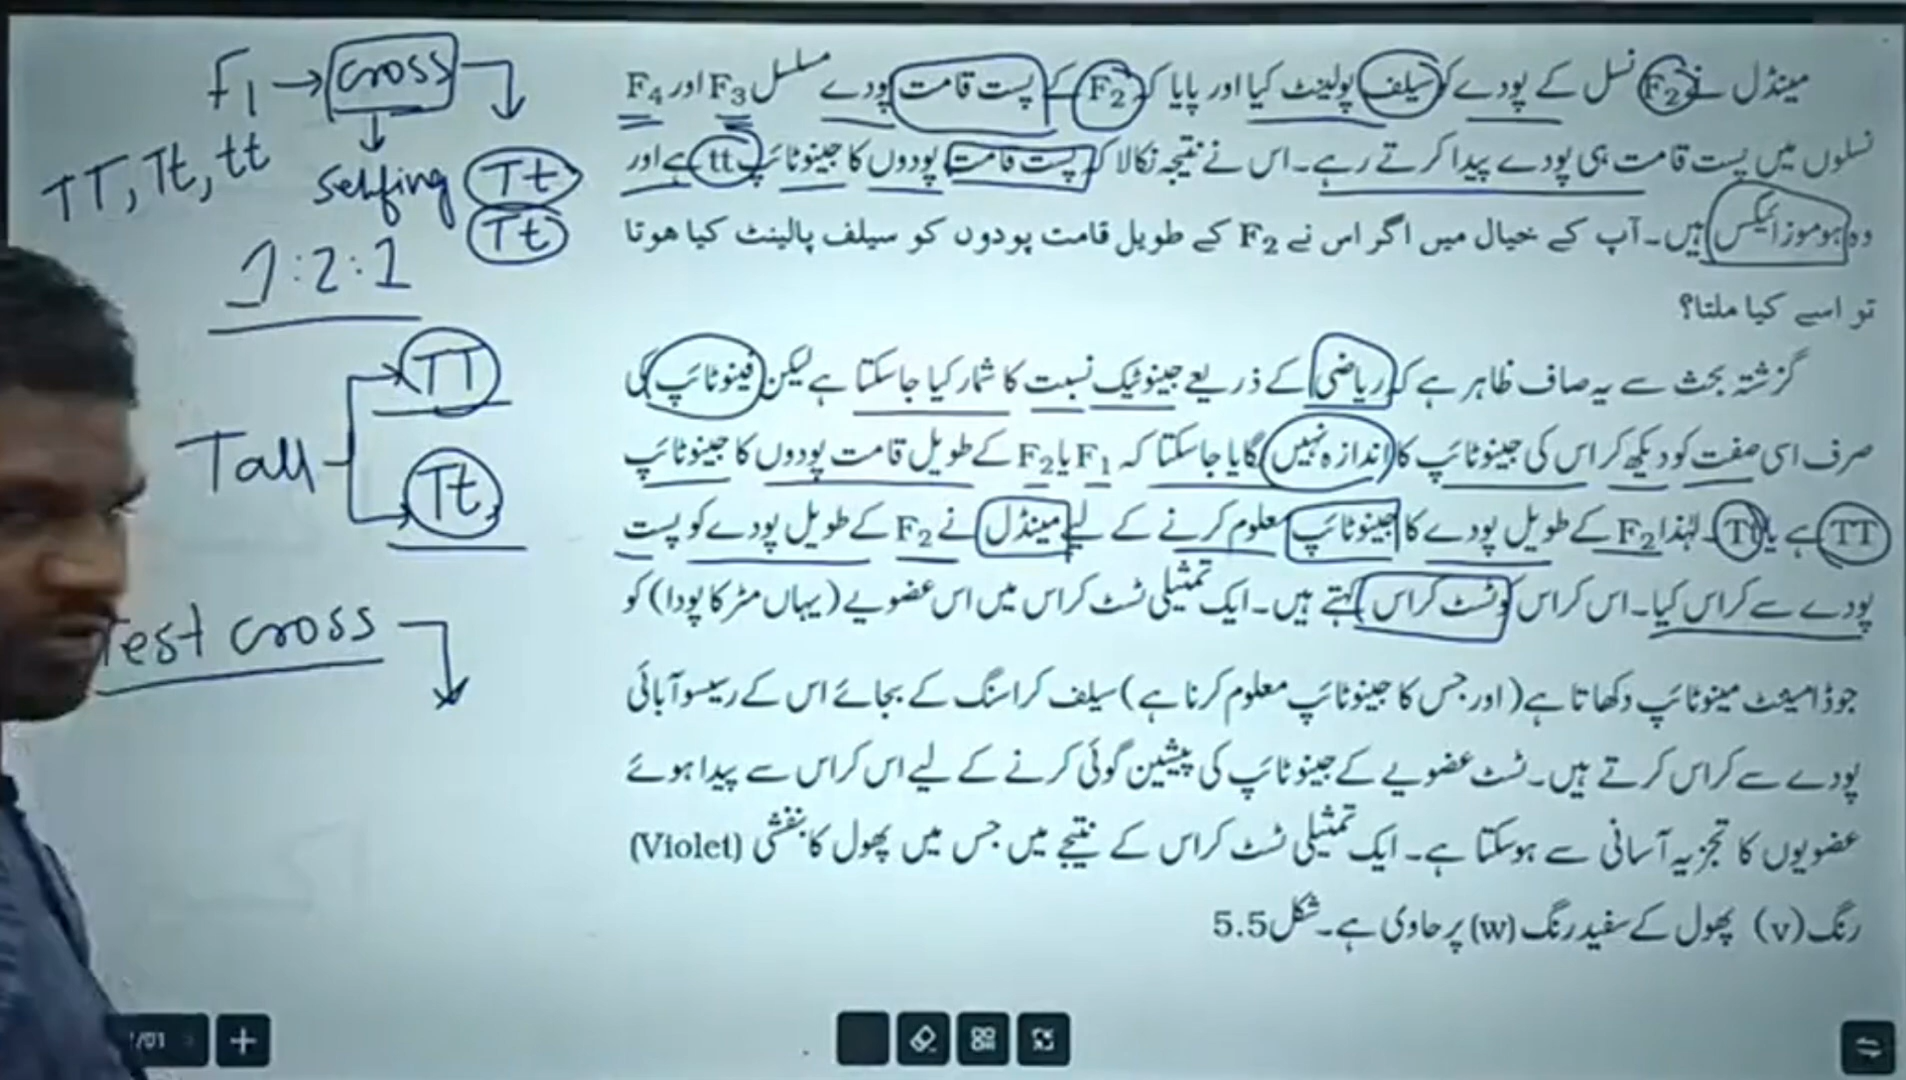 F1 → cross
TT, Tt, tt
Selfing Tt
Tt
1:2:1
Tall
TT
Tt
Test cross
مینڈل نے F2 نسل کے پودے کو سیلف پولینٹ کیا اور پایا کہ F2 کے پست قامت پودے مسلسل F3 اور F4
نسلوں میں پست قامت ہی پودے پیدا کرتے رہے۔ اس نے نتیجہ نکالا کہ پست قامت پودوں کا جینوٹائپ tt ہے اور
وہ ہوموزائیگس ہیں۔ آپ کے خیال میں اگر اس نے F2 کے طویل قامت پودوں کو سیلف پالینٹ کیا ہوتا
تو اسے کیا ملتا؟
گزشتہ بحث سے یہ صاف ظاہر ہے کہ ریاضی کے ذریعے جینوٹیک نسبت کا شمار کیا جاسکتا ہے لیکن فینوٹائپ کی
صرف اسی صفت کو دیکھ کر اس کی جینوٹائپ کا اندازہ نہیں لگایا جاسکتا کہ F1 یا F2 کے طویل قامت پودوں کا جینوٹائپ
TT ہے یا Tt۔ لہٰذا F2 کے طویل پودے کا جینوٹائپ معلوم کرنے کے لیے مینڈل نے F2 کے طویل پودے کو پست
پودے سے کراس کیا۔ اس کراس کو ٹسٹ کراس کہتے ہیں۔ ایک تمثیلی ٹسٹ کراس میں اس عضویے (یہاں مٹر کا پودا) کو
جو ڈامیننٹ مینوٹائپ دکھاتا ہے (اور جس کا جینوٹائپ معلوم کرنا ہے) سیلف کراسنگ کے بجائے اس کے ریسسو آبائی
پودے سے کراس کرتے ہیں۔ ٹسٹ عضویے کے جینوٹائپ کی پیشین گوئی کرنے کے لیے اس کراس سے پیدا ہوئے
عضویوں کا تجزیہ آسانی سے ہوسکتا ہے۔ ایک تمثیلی ٹسٹ کراس کے نتیجے میں جس میں پھول کا بنفشی (Violet)
رنگ (v) پھول کے سفید رنگ (w) پر حاوی ہے۔ شکل 5.5
/01